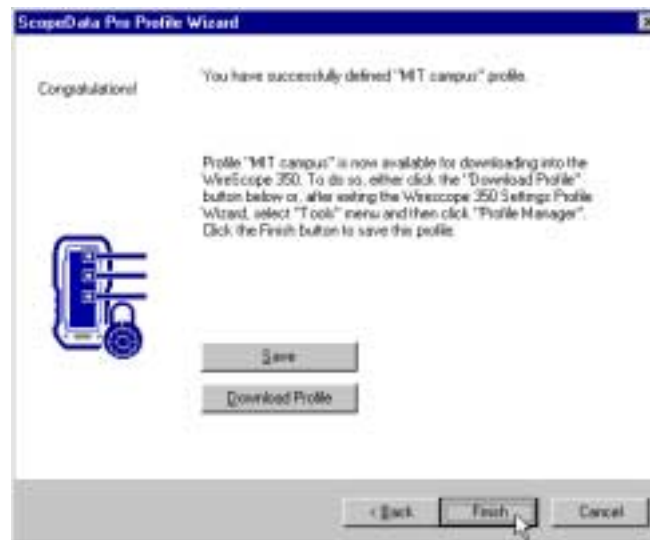 ScopeData Pro Profile Wizard
Congratulations!
You have successfully defined "MIT campus" profile.
Profile "MIT campus" is now available for downloading into the
WireScope 350. To do so, either click the "Download Profile"
button below or, after exiting the Wirescope 350 Settings Profile
Wizard, select "Tools" menu and then click "Profile Manager".
Click the Finish button to save this profile.
Save
Download Profile
< Back
Finish
Cancel